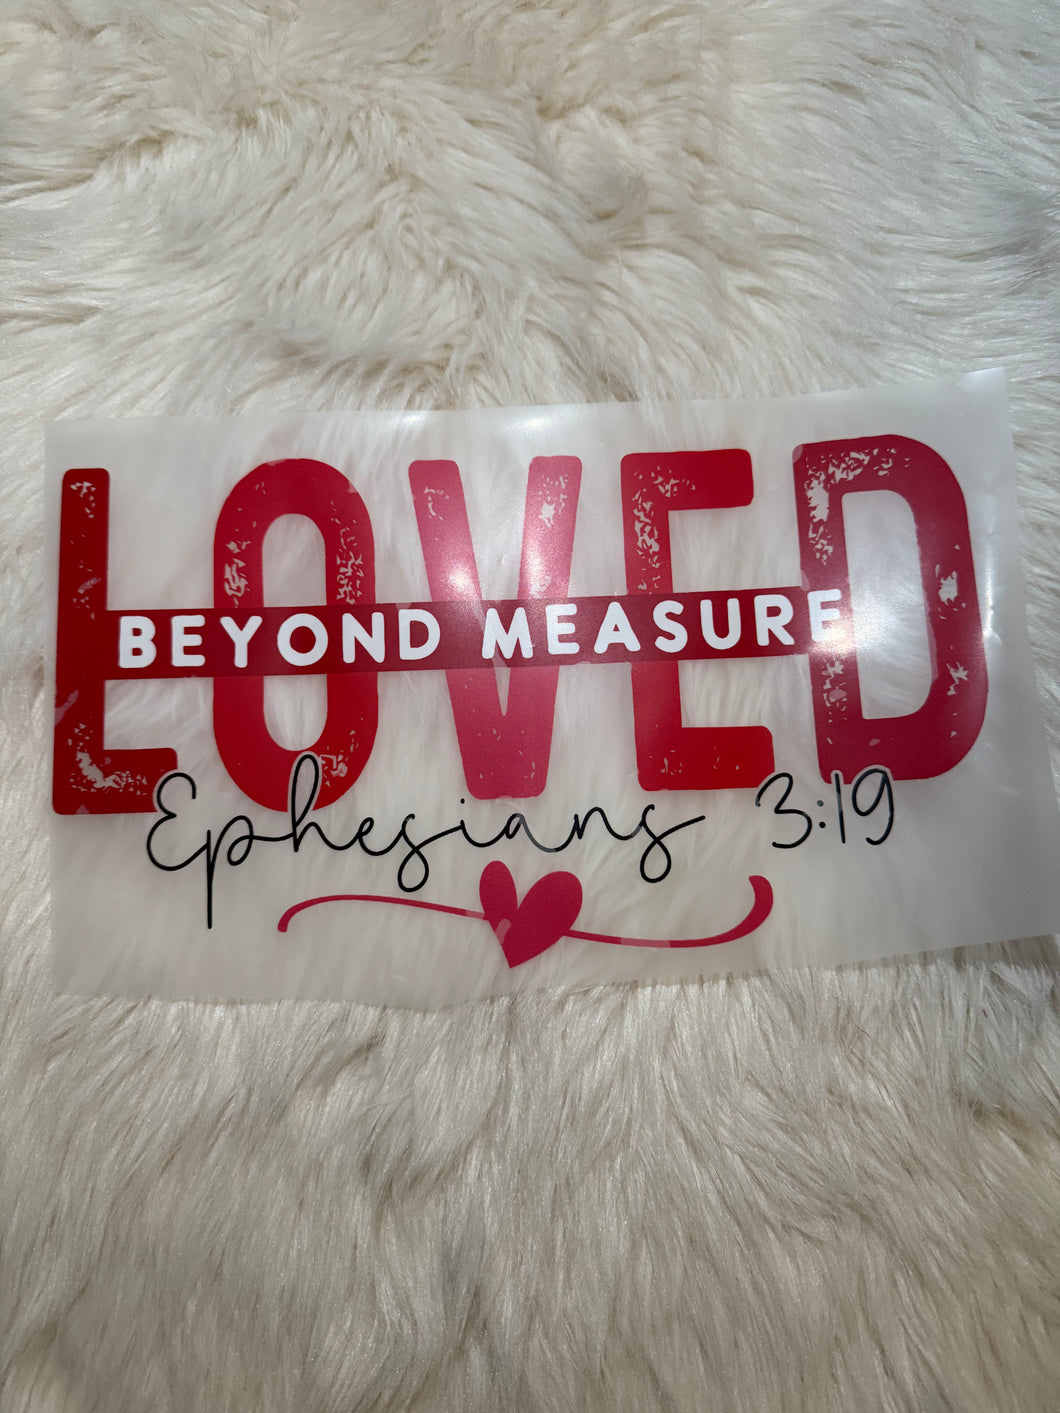 LOVED
BEYOND MEASURE
Ephesians 3:19